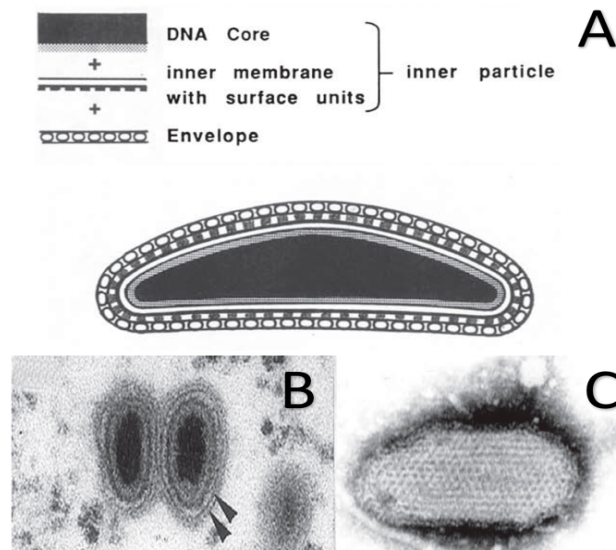 A
DNA Core
+
inner membrane
with surface units
inner particle
+
Envelope
B
C